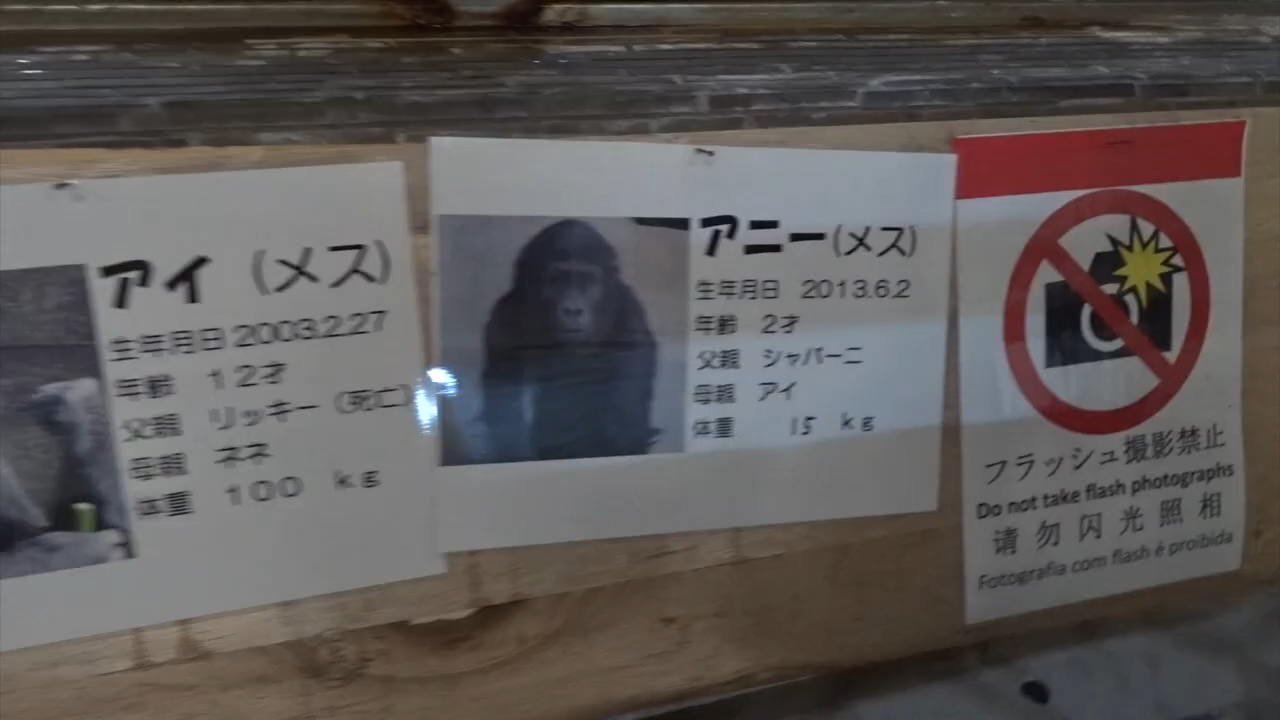 アイ (メス)
生年月日 2003.2.27
年齢 12才
父親 リッキー (死亡)
母親 ネネ
体重 100 kg
アニー(メス)
生年月日 2013.6.2
年齢 2才
父親 シャバーニ
母親 アイ
体重 15 kg
フラッシュ撮影禁止
Do not take flash photographs
请勿闪光照相
Fotografia com flash é proibida